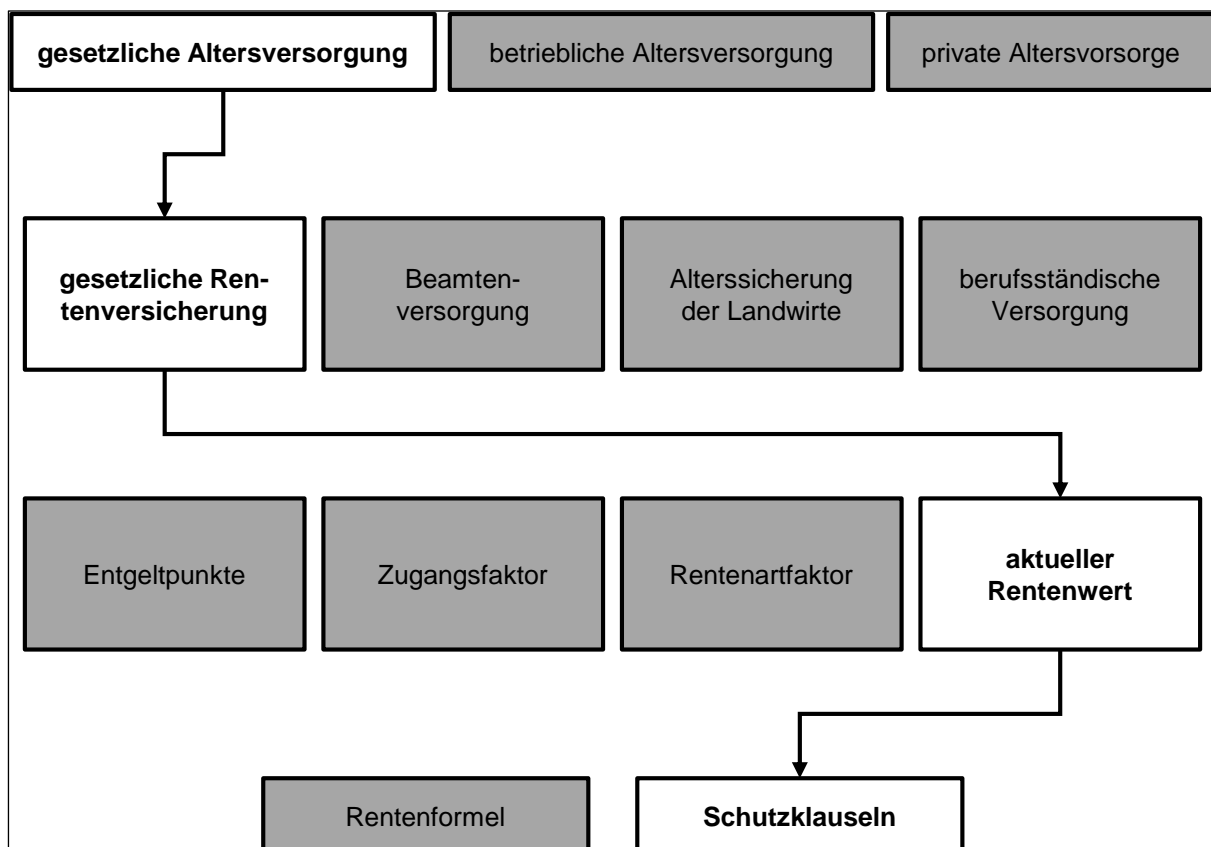 gesetzliche Altersversorgung
betriebliche Altersversorgung
private Altersvorsorge
gesetzliche Ren-
tenversicherung
Beamten-
versorgung
Alterssicherung
der Landwirte
berufsständische
Versorgung
Entgeltpunkte
Zugangsfaktor
Rentenartfaktor
aktueller
Rentenwert
Rentenformel
Schutzklauseln